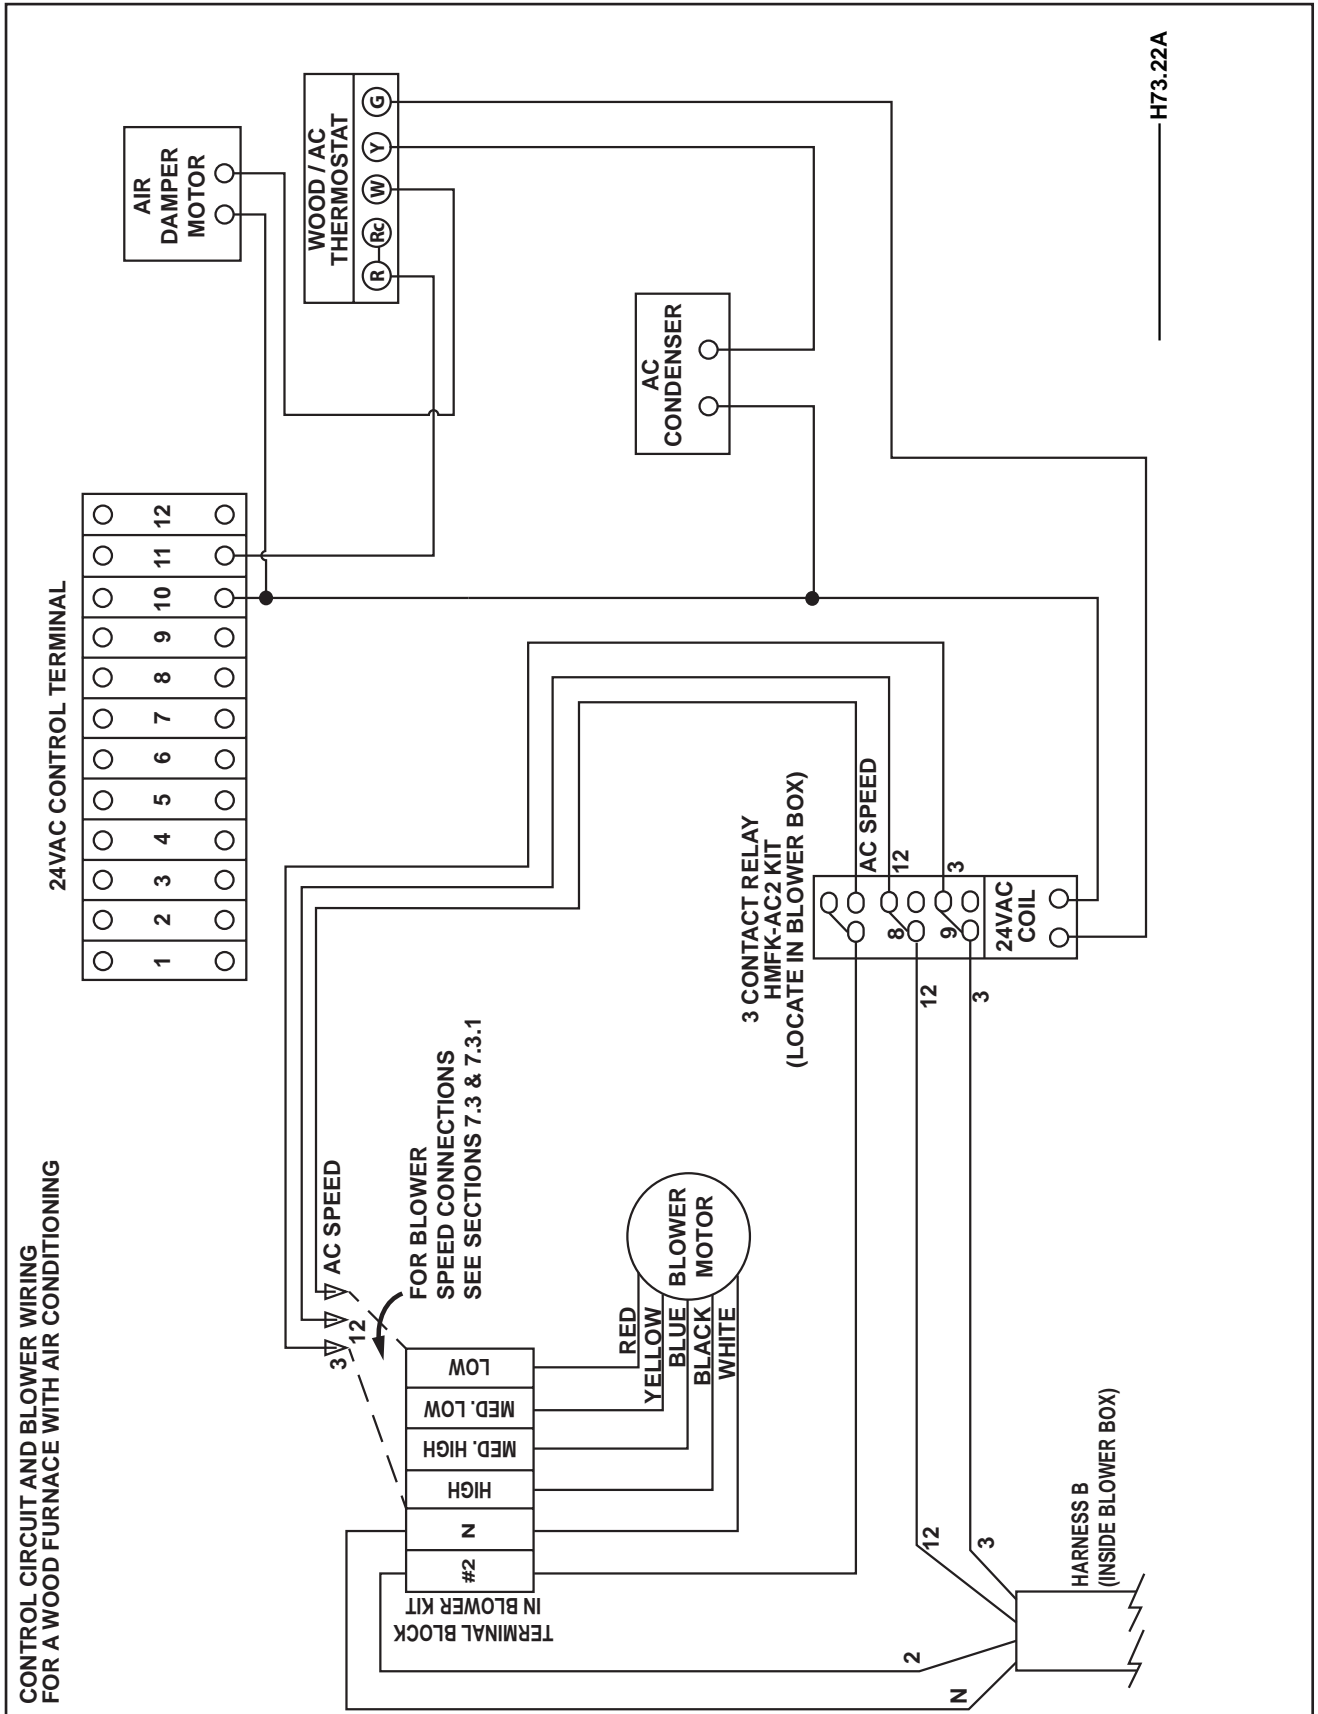 CONTROL CIRCUIT AND BLOWER WIRING
FOR A WOOD FURNACE WITH AIR CONDITIONING
24VAC CONTROL TERMINAL
1 2 3 4 5 6 7 8 9 10 11 12
AIR
DAMPER
MOTOR
WOOD / AC
THERMOSTAT
R Rc W Y G
AC
CONDENSER
AC SPEED
12
3
FOR BLOWER
SPEED CONNECTIONS
SEE SECTIONS 7.3 & 7.3.1
TERMINAL BLOCK
IN BLOWER KIT
#2
N
HIGH
MED. HIGH
MED. LOW
LOW
RED
YELLOW
BLUE
BLACK
WHITE
BLOWER
MOTOR
3 CONTACT RELAY
HMFK-AC2 KIT
(LOCATE IN BLOWER BOX)
AC SPEED
12
3
8
9
24VAC
COIL
12
3
12
3
2
N
HARNESS B
(INSIDE BLOWER BOX)
H73.22A